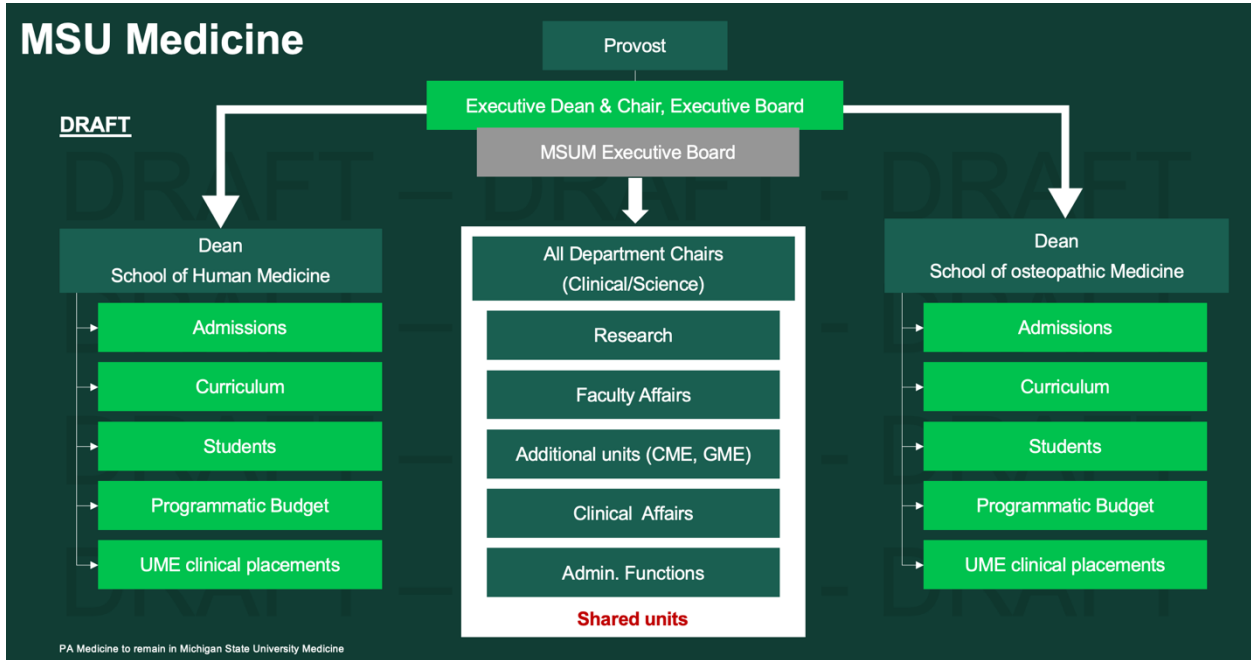 MSU Medicine
Provost
Executive Dean & Chair, Executive Board
DRAFT
MSUM Executive Board
DRAFT – DRAFT - DRAFT
Dean
School of Human Medicine
Admissions
Curriculum
Students
Programmatic Budget
UME clinical placements
All Department Chairs
(Clinical/Science)
Research
Faculty Affairs
Additional units (CME, GME)
Clinical Affairs
Admin. Functions
Shared units
Dean
School of osteopathic Medicine
Admissions
Curriculum
Students
Programmatic Budget
UME clinical placements
PA Medicine to remain in Michigan State University Medicine